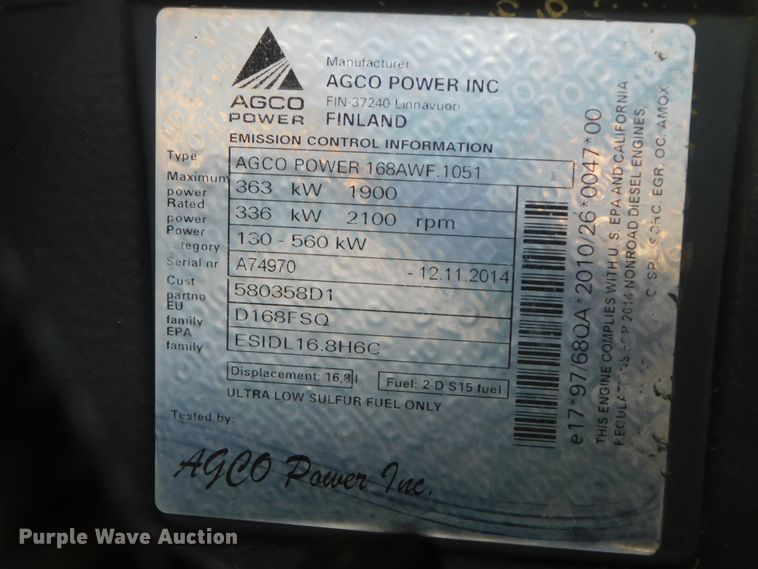 AGCO
POWER
Manufacturer
AGCO POWER INC
FIN-37240 Linnavuori
FINLAND
EMISSION CONTROL INFORMATION
Type AGCO POWER 168AWF.1051
Maximum power 363 kW 1900
Rated power 336 kW 2100 rpm
Power category 130 - 560 kW
Serial nr A74970 - 12.11.2014
Cust partno 580358D1
EU family D168FSQ
EPA family ESIDL16.8H6C
Displacement: 16,8 l Fuel: 2-D S15 fuel
ULTRA LOW SULFUR FUEL ONLY
Tested by:
AGCO Power Inc.
e17*97/68QA*2010/26*0047*00
THIS ENGINE COMPLIES WITH U.S. EPA AND CALIFORNIA
REGULATIONS FOR 2014 NONROAD DIESEL ENGINES.
EGR, OC, AMOX
Purple Wave Auction